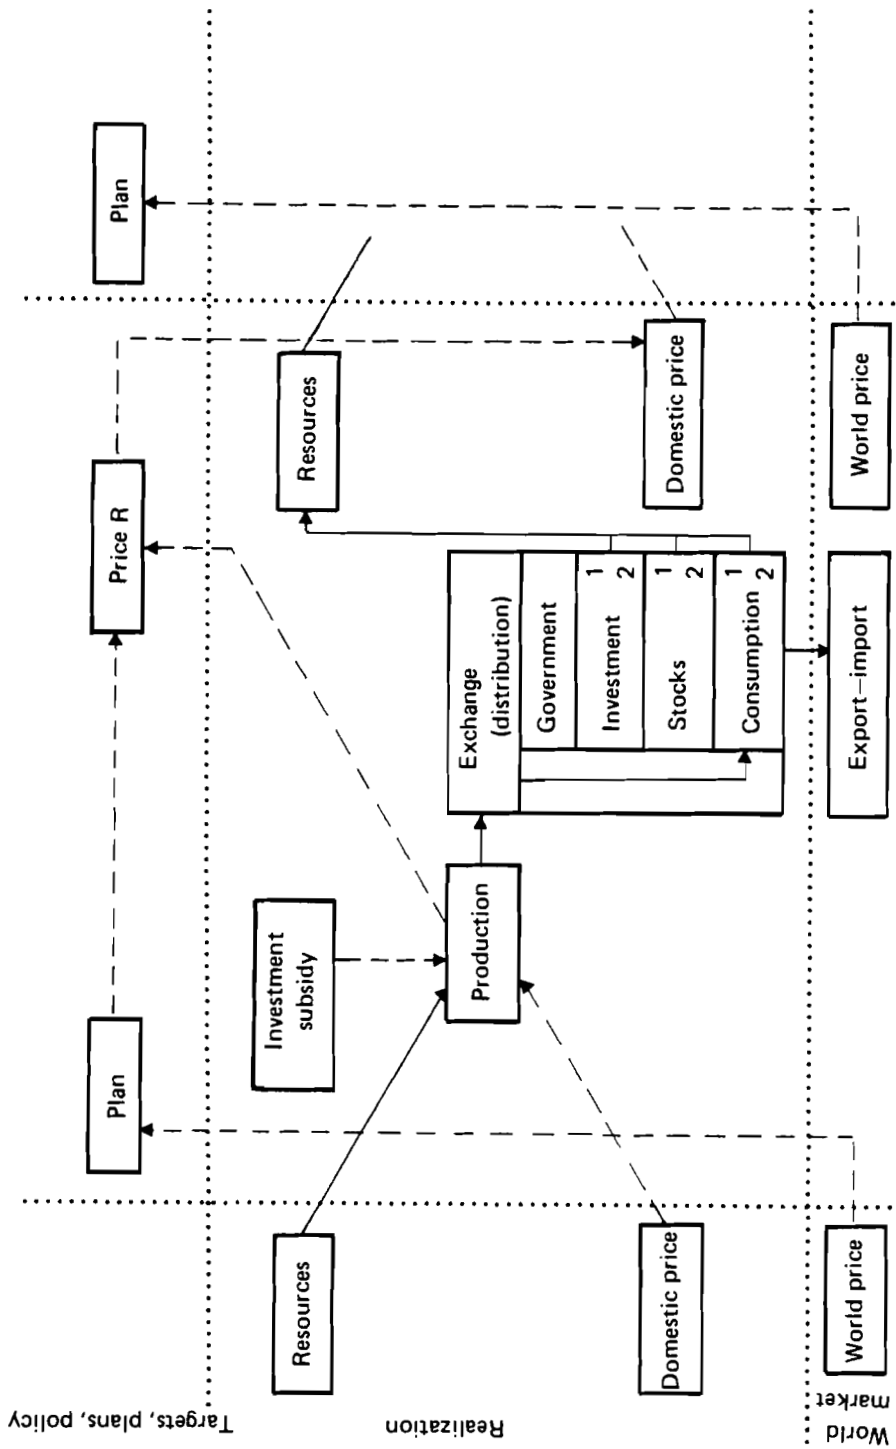 Targets, plans, policy
Plan
Price R
Plan
Realization
Resources
Investment
subsidy
Resources
Production
Exchange
(distribution)
Government
Investment
1
2
Stocks
1
2
Consumption
1
2
Domestic price
Domestic price
World
market
World price
Export–import
World price